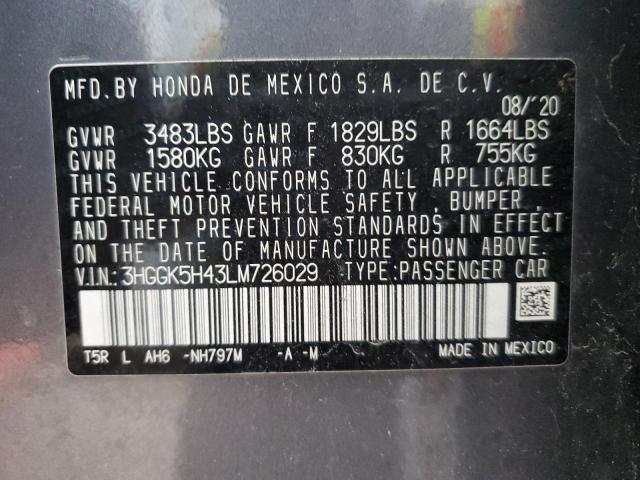 MFD. BY HONDA DE MEXICO S.A. DE C.V.
08/'20
GVWR 3483LBS GAWR F 1829LBS R 1664LBS
GVWR 1580KG GAWR F 830KG R 755KG
THIS VEHICLE CONFORMS TO ALL APPLICABLE
FEDERAL MOTOR VEHICLE SAFETY , BUMPER ,
AND THEFT PREVENTION STANDARDS IN EFFECT
ON THE DATE OF MANUFACTURE SHOWN ABOVE.
V.I.N: 3HGGK5H43LM726029 TYPE:PASSENGER CAR
T5R L AH6 -NH797M -A -M
MADE IN MEXICO